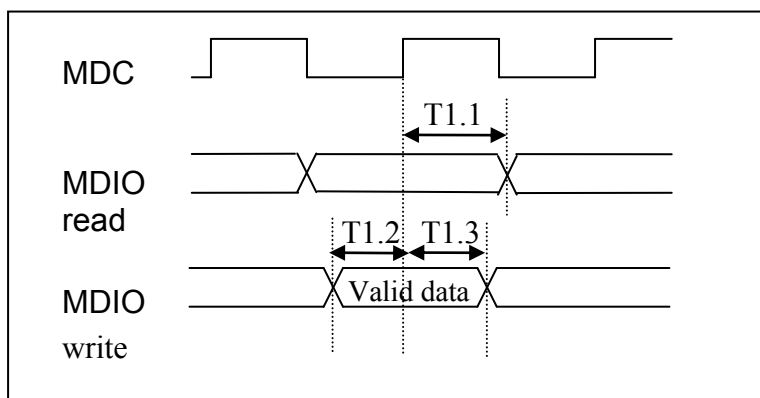 MDC
T1.1
MDIO
read
T1.2 T1.3
MDIO Valid data
write